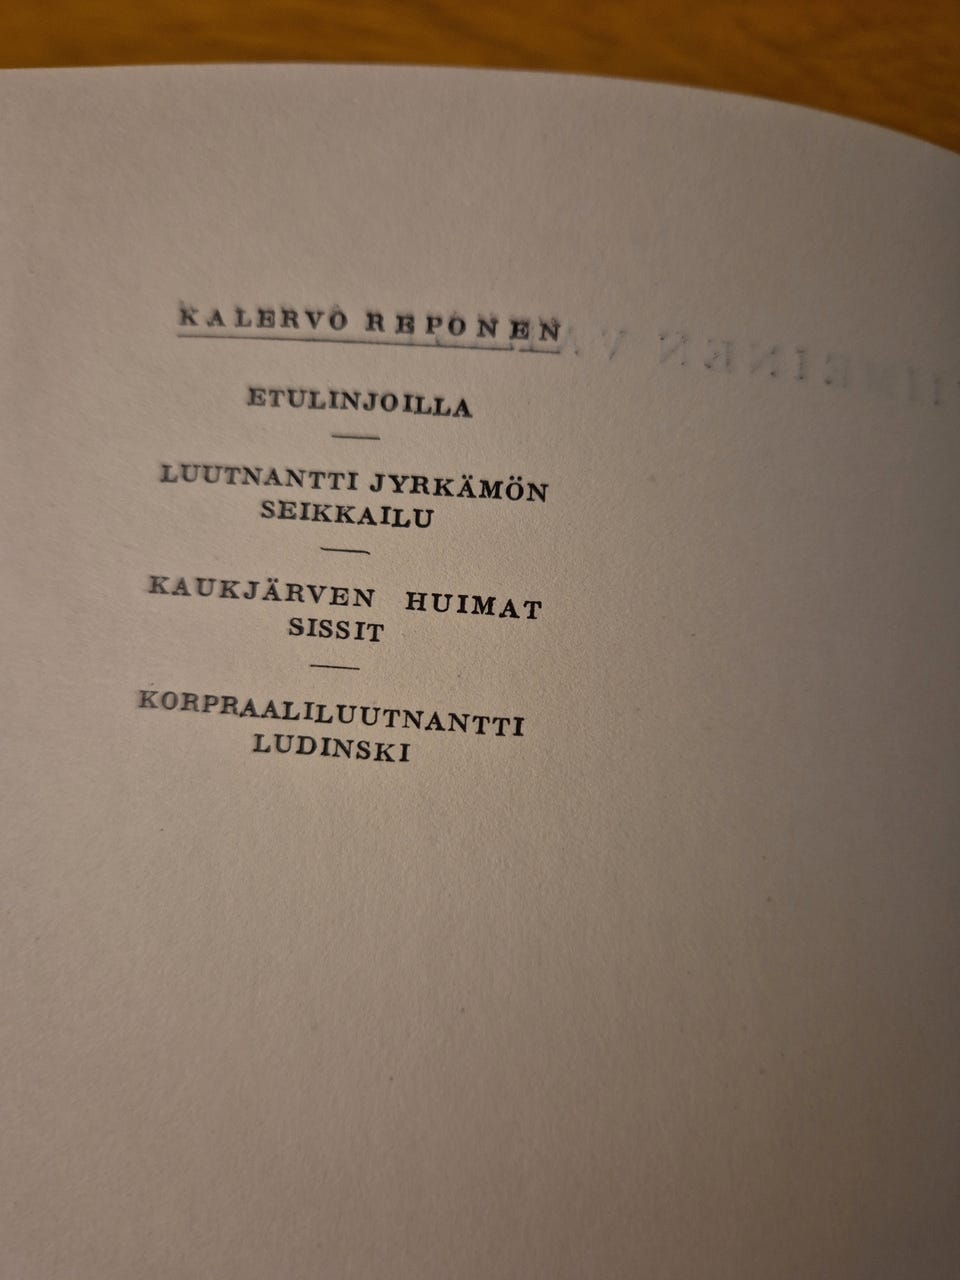 KALERVO REPONEN
ETULINJOILLA
LUUTNANTTI JYRKÄMÖN
SEIKKAILU
KAUKJÄRVEN HUIMAT
SISSIT
KORPRAALILUUTNANTTI
LUDINSKI